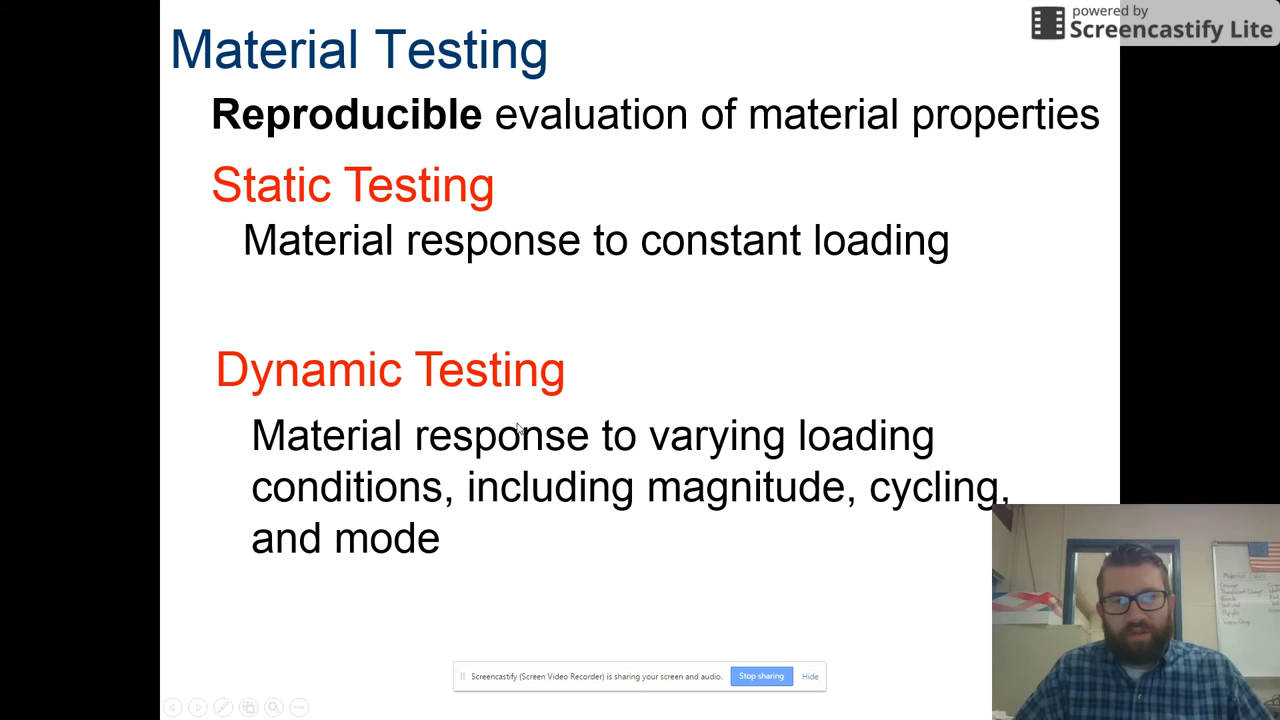 powered by
Screencastify Lite
Material Testing
Reproducible evaluation of material properties
Static Testing
Material response to constant loading
Dynamic Testing
Material response to varying loading
conditions, including magnitude, cycling,
and mode
Screencastify (Screen Video Recorder) is sharing your screen and audio.
Stop sharing
Hide